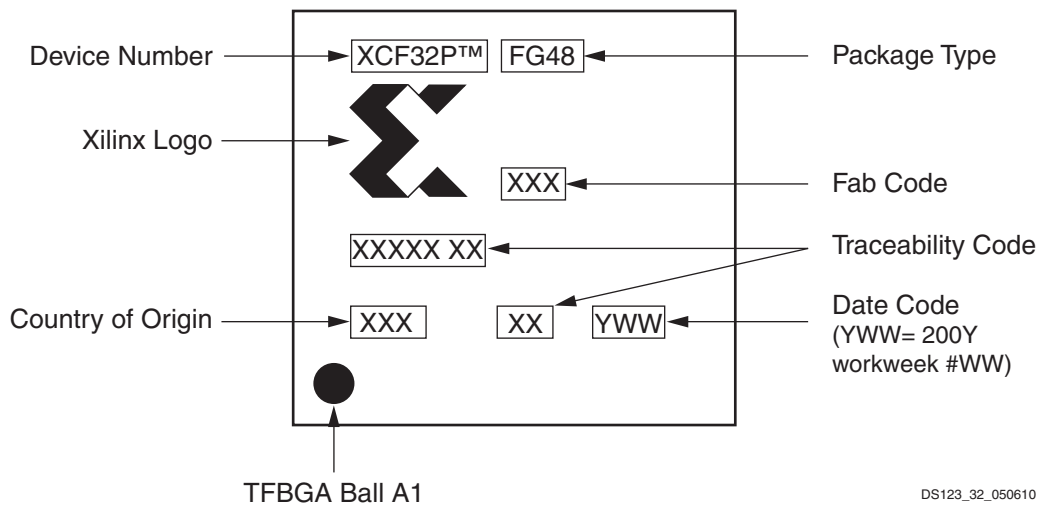 Device Number
XCF32P™
FG48
Package Type
Xilinx Logo
XXX
Fab Code
XXXXX XX
Traceability Code
Country of Origin
XXX
XX
YWW
Date Code
(YWW= 200Y
workweek #WW)
TFBGA Ball A1
DS123_32_050610